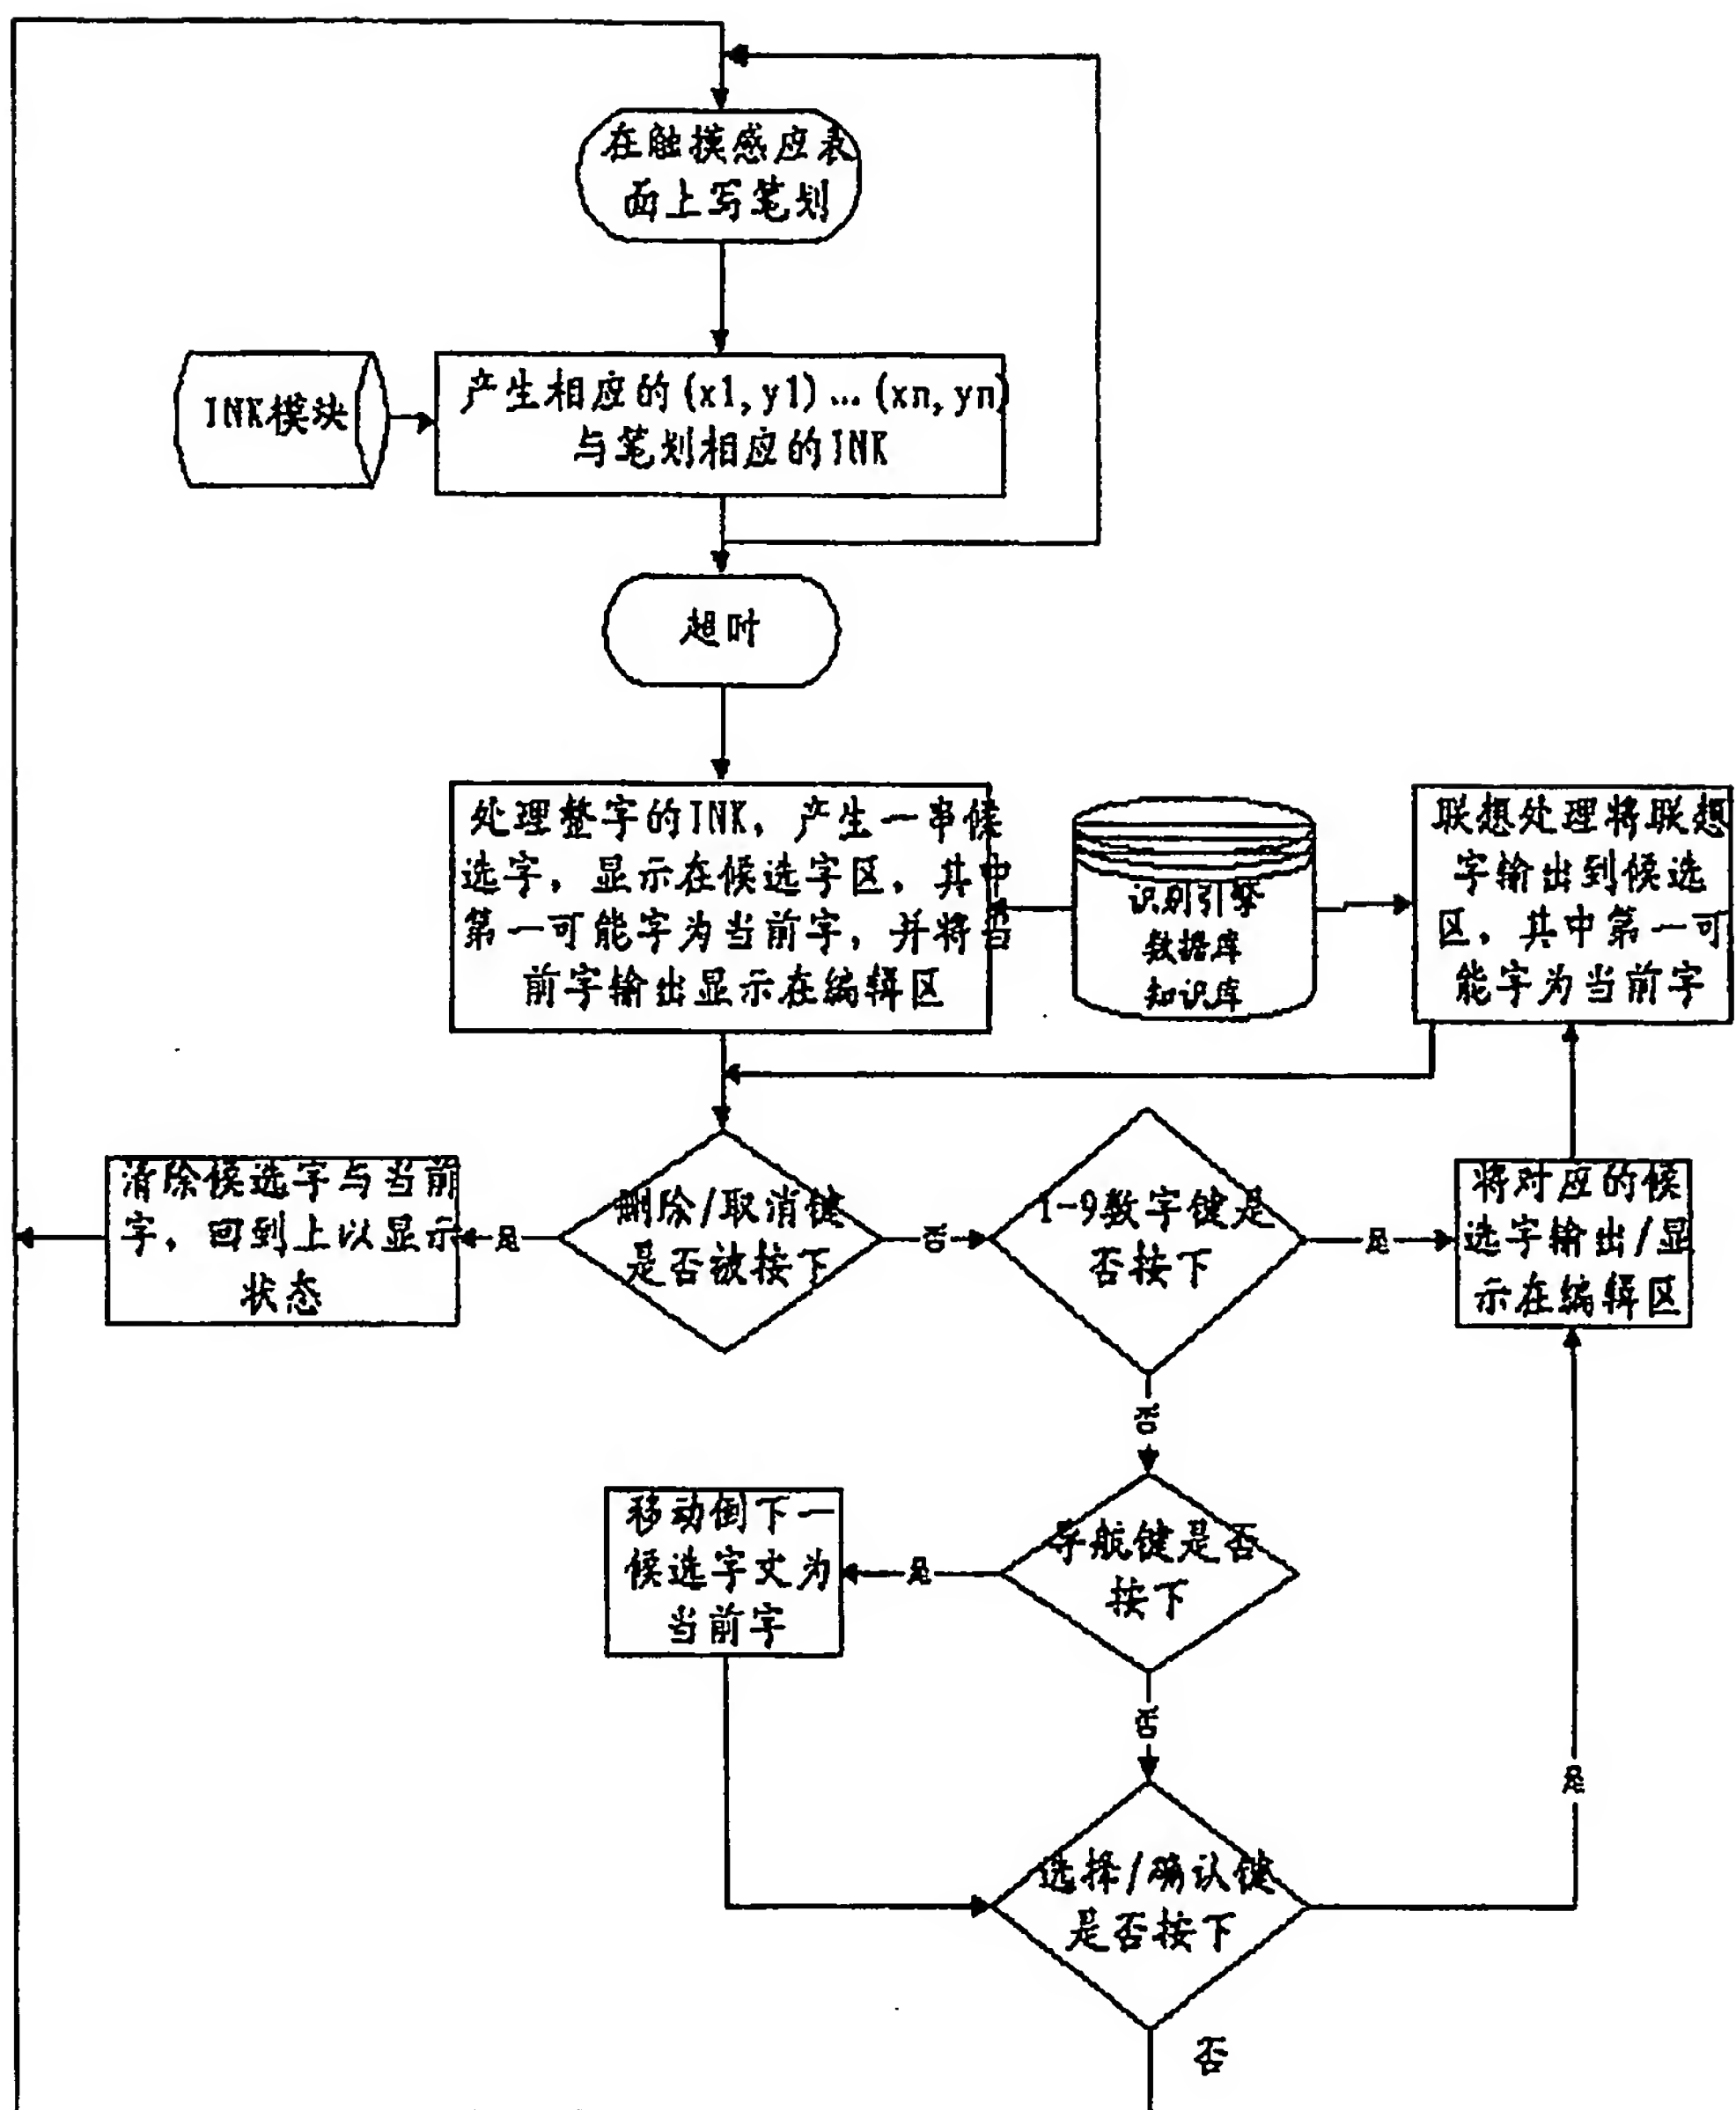 在触摸感应表
面上写笔划
INK模块
产生相应的(x1,y1)…(xn,yn)
与笔划相应的INK
超时
处理整字的INK，产生一串候
选字，显示在候选字区，其中
第一可能字为当前字，并将当
前字输出显示在编辑区
识别引擎
数据库
知识库
联想处理将联想
字输出到候选
区，其中第一可
能字为当前字
清除候选字与当前
字，回到上以显示
状态
是
删除/取消键
是否被按下
否
1-9数字键是
否按下
是
将对应的候
选字输出/显
示在编辑区
否
移动倒下一
候选字文为
当前字
是
导航键是否
按下
否
是
选择/确认键
是否按下
否